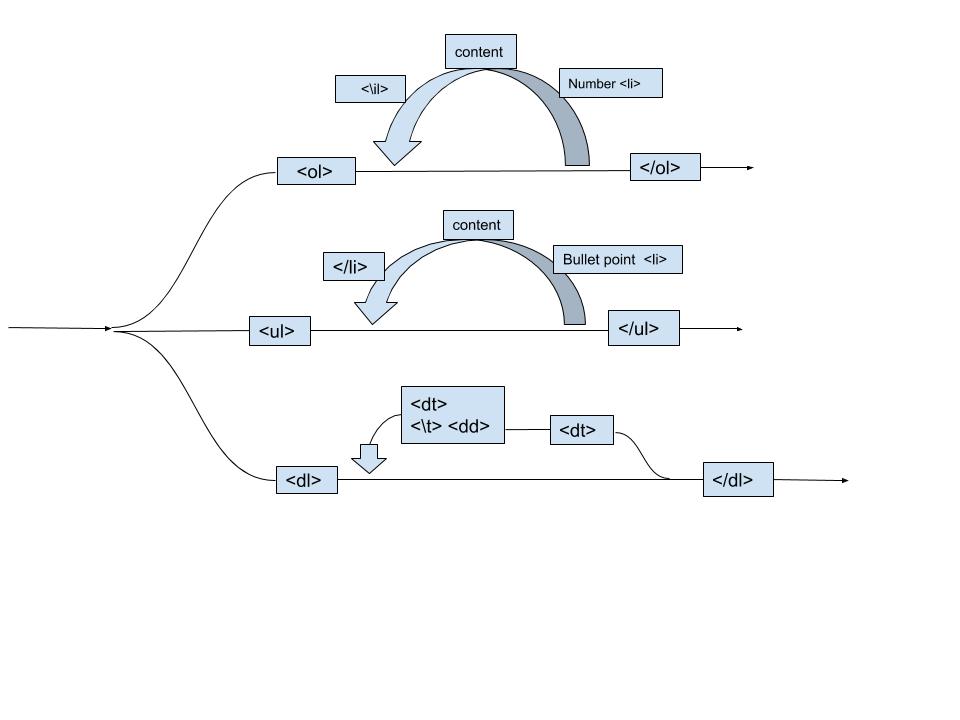 content
<\il>
Number <li>
<ol>
</ol>
content
</li>
Bullet point <li>
<ul>
</ul>
<dt>
<\t> <dd>
<dt>
<dl>
</dl>